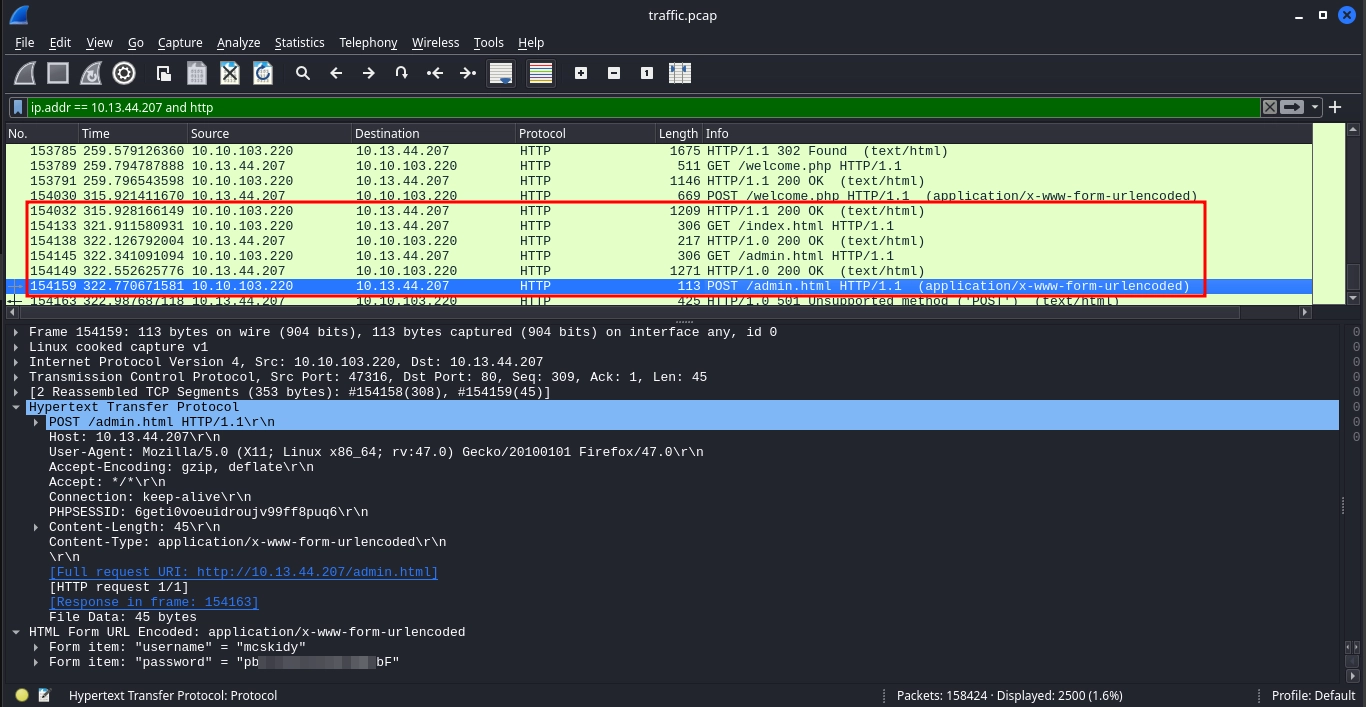 traffic.pcap
File Edit View Go Capture Analyze Statistics Telephony Wireless Tools Help
ip.addr == 10.13.44.207 and http
No. Time Source Destination Protocol Length Info
153785 259.579126360 10.10.103.220 10.13.44.207 HTTP 1675 HTTP/1.1 302 Found (text/html)
153789 259.794787888 10.13.44.207 10.10.103.220 HTTP 511 GET /welcome.php HTTP/1.1
153791 259.796543598 10.10.103.220 10.13.44.207 HTTP 1146 HTTP/1.1 200 OK (text/html)
154030 315.921411670 10.13.44.207 10.10.103.220 HTTP 669 POST /welcome.php HTTP/1.1 (application/x-www-form-urlencoded)
154032 315.928166149 10.10.103.220 10.13.44.207 HTTP 1209 HTTP/1.1 200 OK (text/html)
154133 321.911580931 10.10.103.220 10.13.44.207 HTTP 306 GET /index.html HTTP/1.1
154138 322.126792004 10.13.44.207 10.10.103.220 HTTP 217 HTTP/1.0 200 OK (text/html)
154145 322.341091094 10.10.103.220 10.13.44.207 HTTP 306 GET /admin.html HTTP/1.1
154149 322.552625776 10.13.44.207 10.10.103.220 HTTP 1271 HTTP/1.0 200 OK (text/html)
154159 322.770671581 10.10.103.220 10.13.44.207 HTTP 113 POST /admin.html HTTP/1.1 (application/x-www-form-urlencoded)
154163 322.987687118 10.13.44.207 10.10.103.220 HTTP 425 HTTP/1.0 501 Unsupported method ('POST') (text/html)
Frame 154159: 113 bytes on wire (904 bits), 113 bytes captured (904 bits) on interface any, id 0
Linux cooked capture v1
Internet Protocol Version 4, Src: 10.10.103.220, Dst: 10.13.44.207
Transmission Control Protocol, Src Port: 47316, Dst Port: 80, Seq: 309, Ack: 1, Len: 45
[2 Reassembled TCP Segments (353 bytes): #154158(308), #154159(45)]
Hypertext Transfer Protocol
POST /admin.html HTTP/1.1\r\n
Host: 10.13.44.207\r\n
User-Agent: Mozilla/5.0 (X11; Linux x86_64; rv:47.0) Gecko/20100101 Firefox/47.0\r\n
Accept-Encoding: gzip, deflate\r\n
Accept: */*\r\n
Connection: keep-alive\r\n
PHPSESSID: 6geti0voeuidroujv99ff8puq6\r\n
Content-Length: 45\r\n
Content-Type: application/x-www-form-urlencoded\r\n
\r\n
[Full request URI: http://10.13.44.207/admin.html]
[HTTP request 1/1]
[Response in frame: 154163]
File Data: 45 bytes
HTML Form URL Encoded: application/x-www-form-urlencoded
Form item: "username" = "mcskidy"
Form item: "password" = "pb bF"
Hypertext Transfer Protocol: Protocol
Packets: 158424 · Displayed: 2500 (1.6%)
Profile: Default